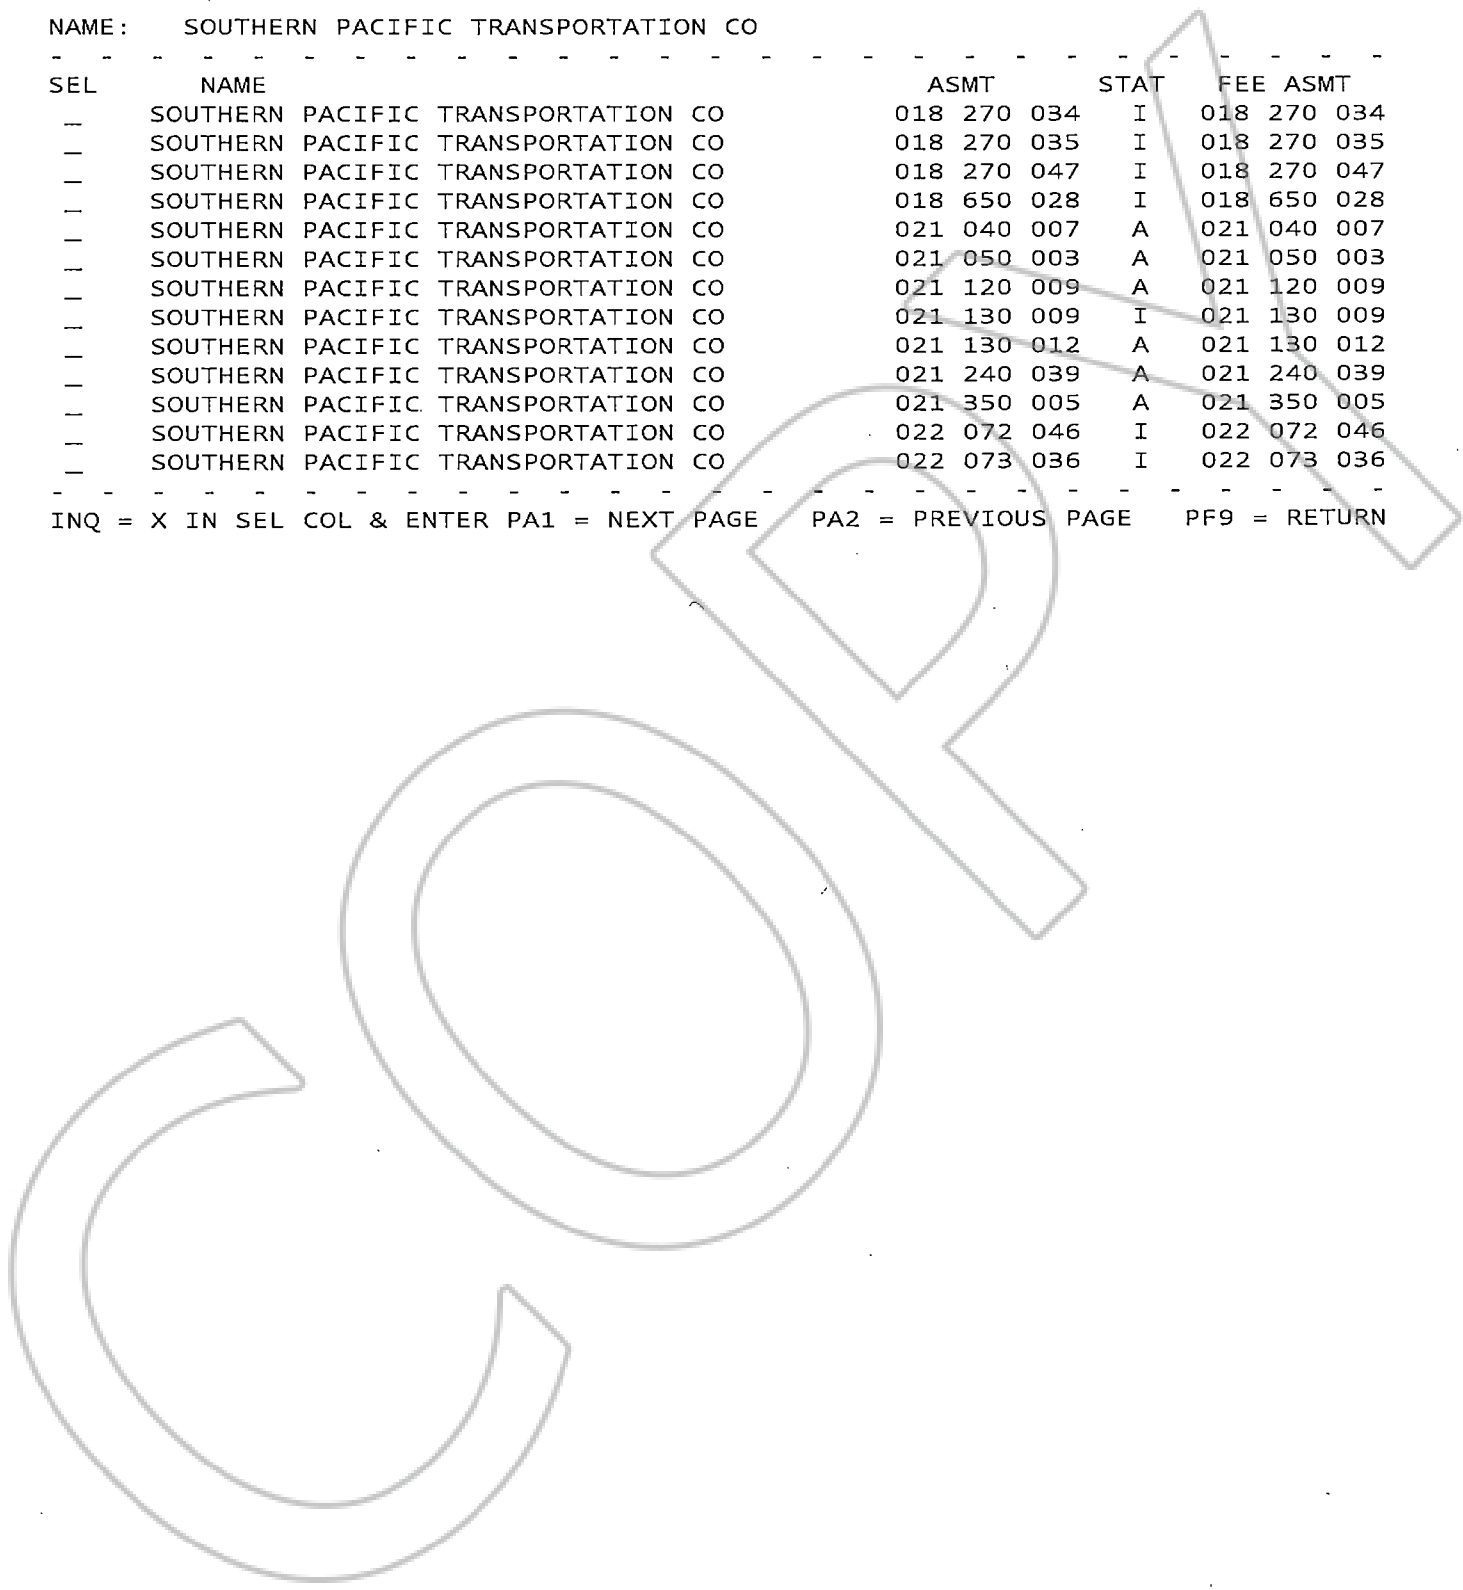 NAME: SOUTHERN PACIFIC TRANSPORTATION CO
- - - - - - - - - - - - - - - - - - - - - - - - - - -
SEL NAME ASMT STAT FEE ASMT
_ SOUTHERN PACIFIC TRANSPORTATION CO 018 270 034 I 018 270 034
_ SOUTHERN PACIFIC TRANSPORTATION CO 018 270 035 I 018 270 035
_ SOUTHERN PACIFIC TRANSPORTATION CO 018 270 047 I 018 270 047
_ SOUTHERN PACIFIC TRANSPORTATION CO 018 650 028 I 018 650 028
_ SOUTHERN PACIFIC TRANSPORTATION CO 021 040 007 A 021 040 007
_ SOUTHERN PACIFIC TRANSPORTATION CO 021 050 003 A 021 050 003
_ SOUTHERN PACIFIC TRANSPORTATION CO 021 120 009 A 021 120 009
_ SOUTHERN PACIFIC TRANSPORTATION CO 021 130 009 I 021 130 009
_ SOUTHERN PACIFIC TRANSPORTATION CO 021 130 012 A 021 130 012
_ SOUTHERN PACIFIC TRANSPORTATION CO 021 240 039 A 021 240 039
_ SOUTHERN PACIFIC TRANSPORTATION CO 021 350 005 A 021 350 005
_ SOUTHERN PACIFIC TRANSPORTATION CO 022 072 046 I 022 072 046
_ SOUTHERN PACIFIC TRANSPORTATION CO 022 073 036 I 022 073 036
- - - - - - - - - - - - - - - - - - - - - - - - - - -
INQ = X IN SEL COL & ENTER PA1 = NEXT PAGE PA2 = PREVIOUS PAGE PF9 = RETURN
COPY